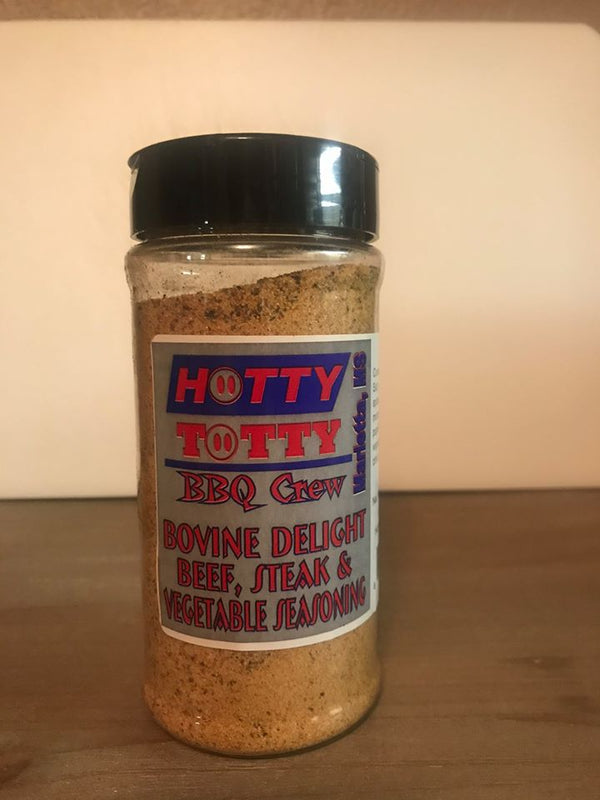 HOTTY
TOTTY
BBQ Crew
Marietta, MS
BOVINE DELIGHT
BEEF, STEAK &
VEGETABLE SEASONING